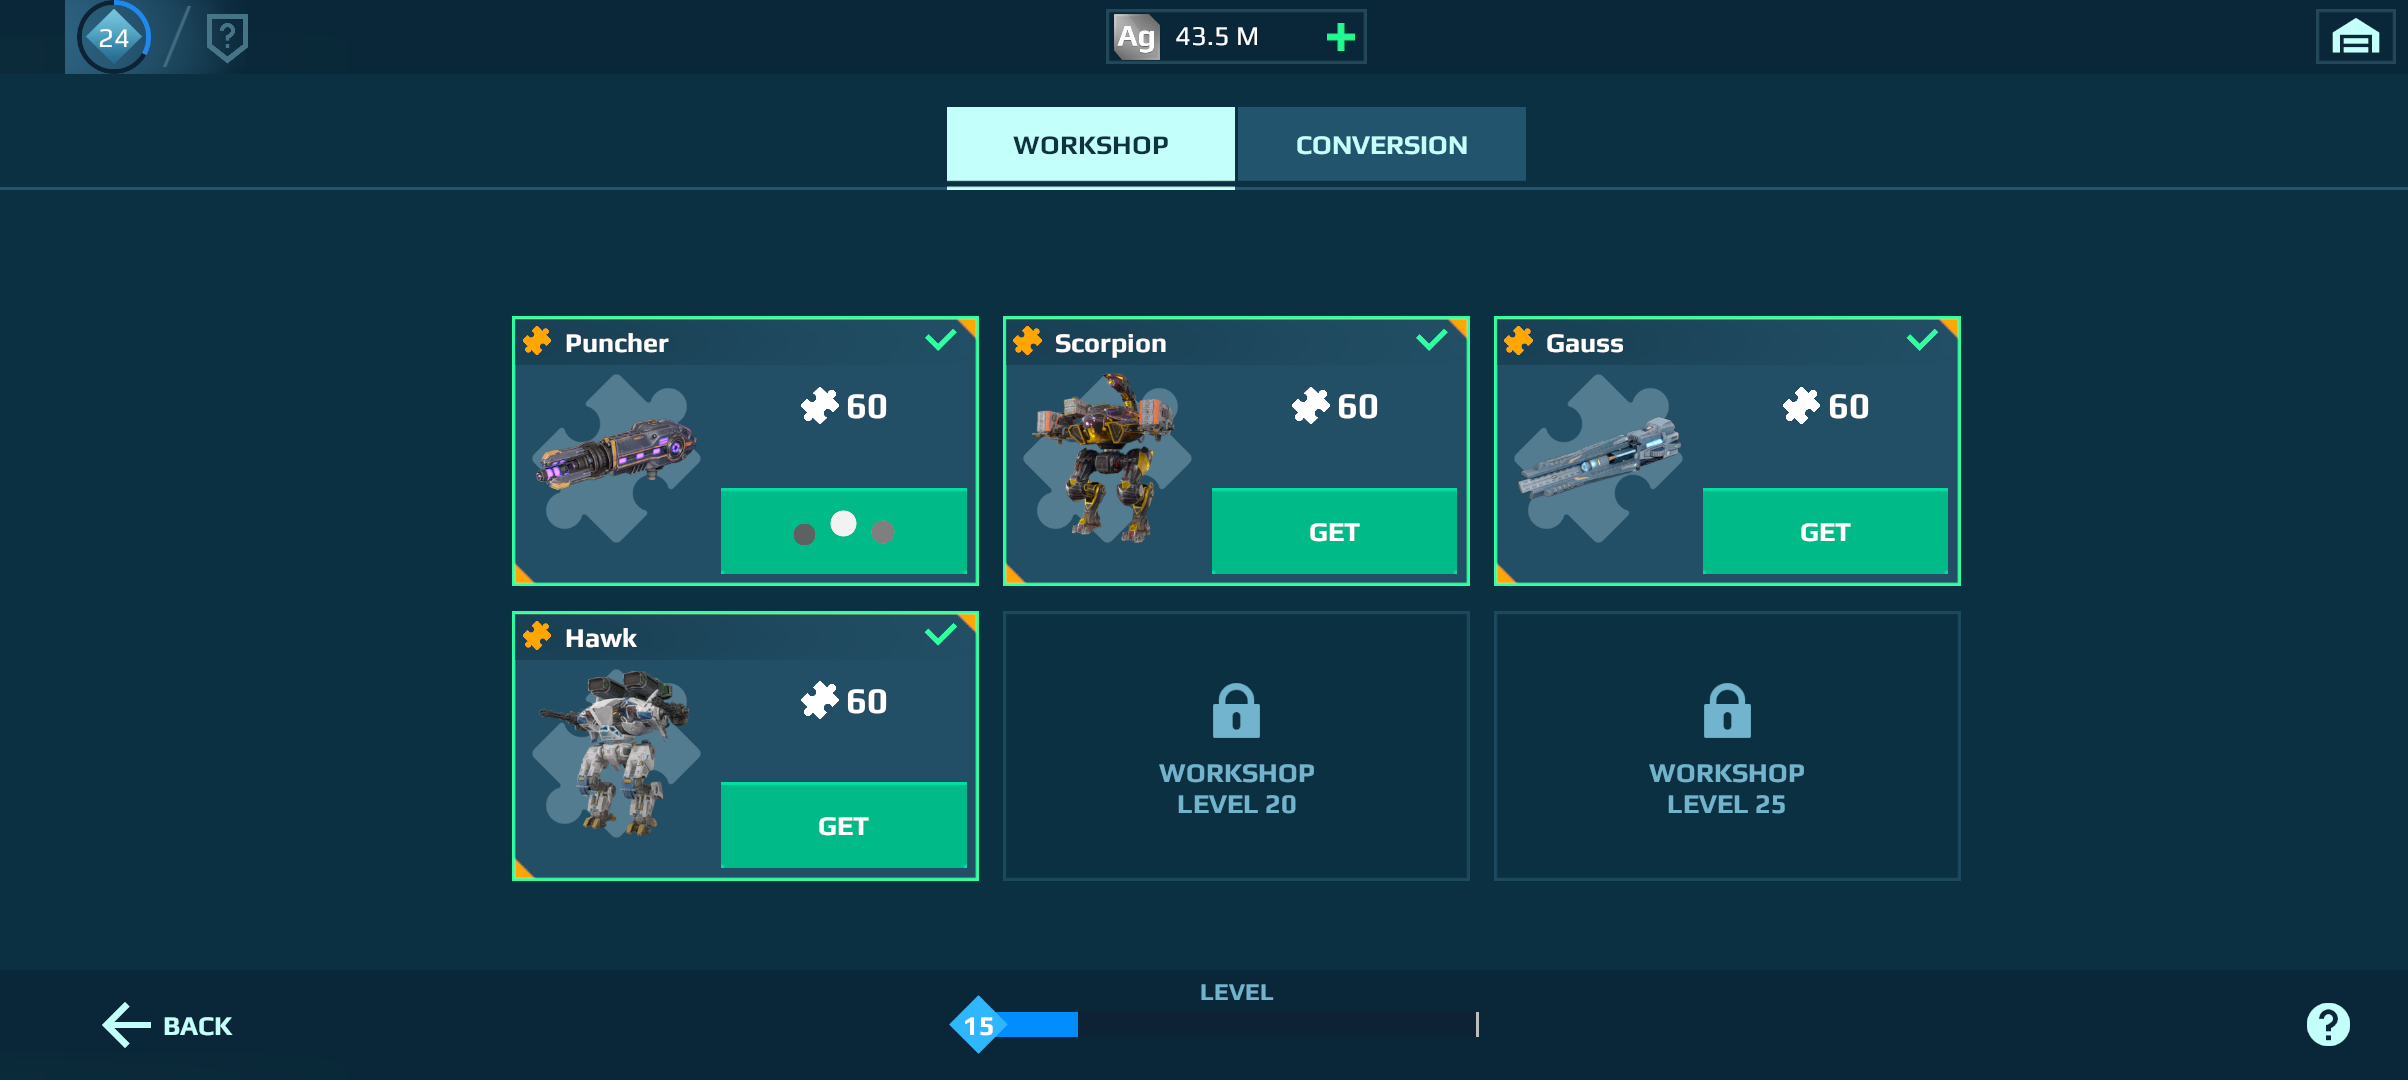 24
?
Ag 43.5 M
WORKSHOP
CONVERSION
Puncher
60
Scorpion
60
GET
Gauss
60
GET
Hawk
60
GET
WORKSHOP
LEVEL 20
WORKSHOP
LEVEL 25
BACK
LEVEL
15
?